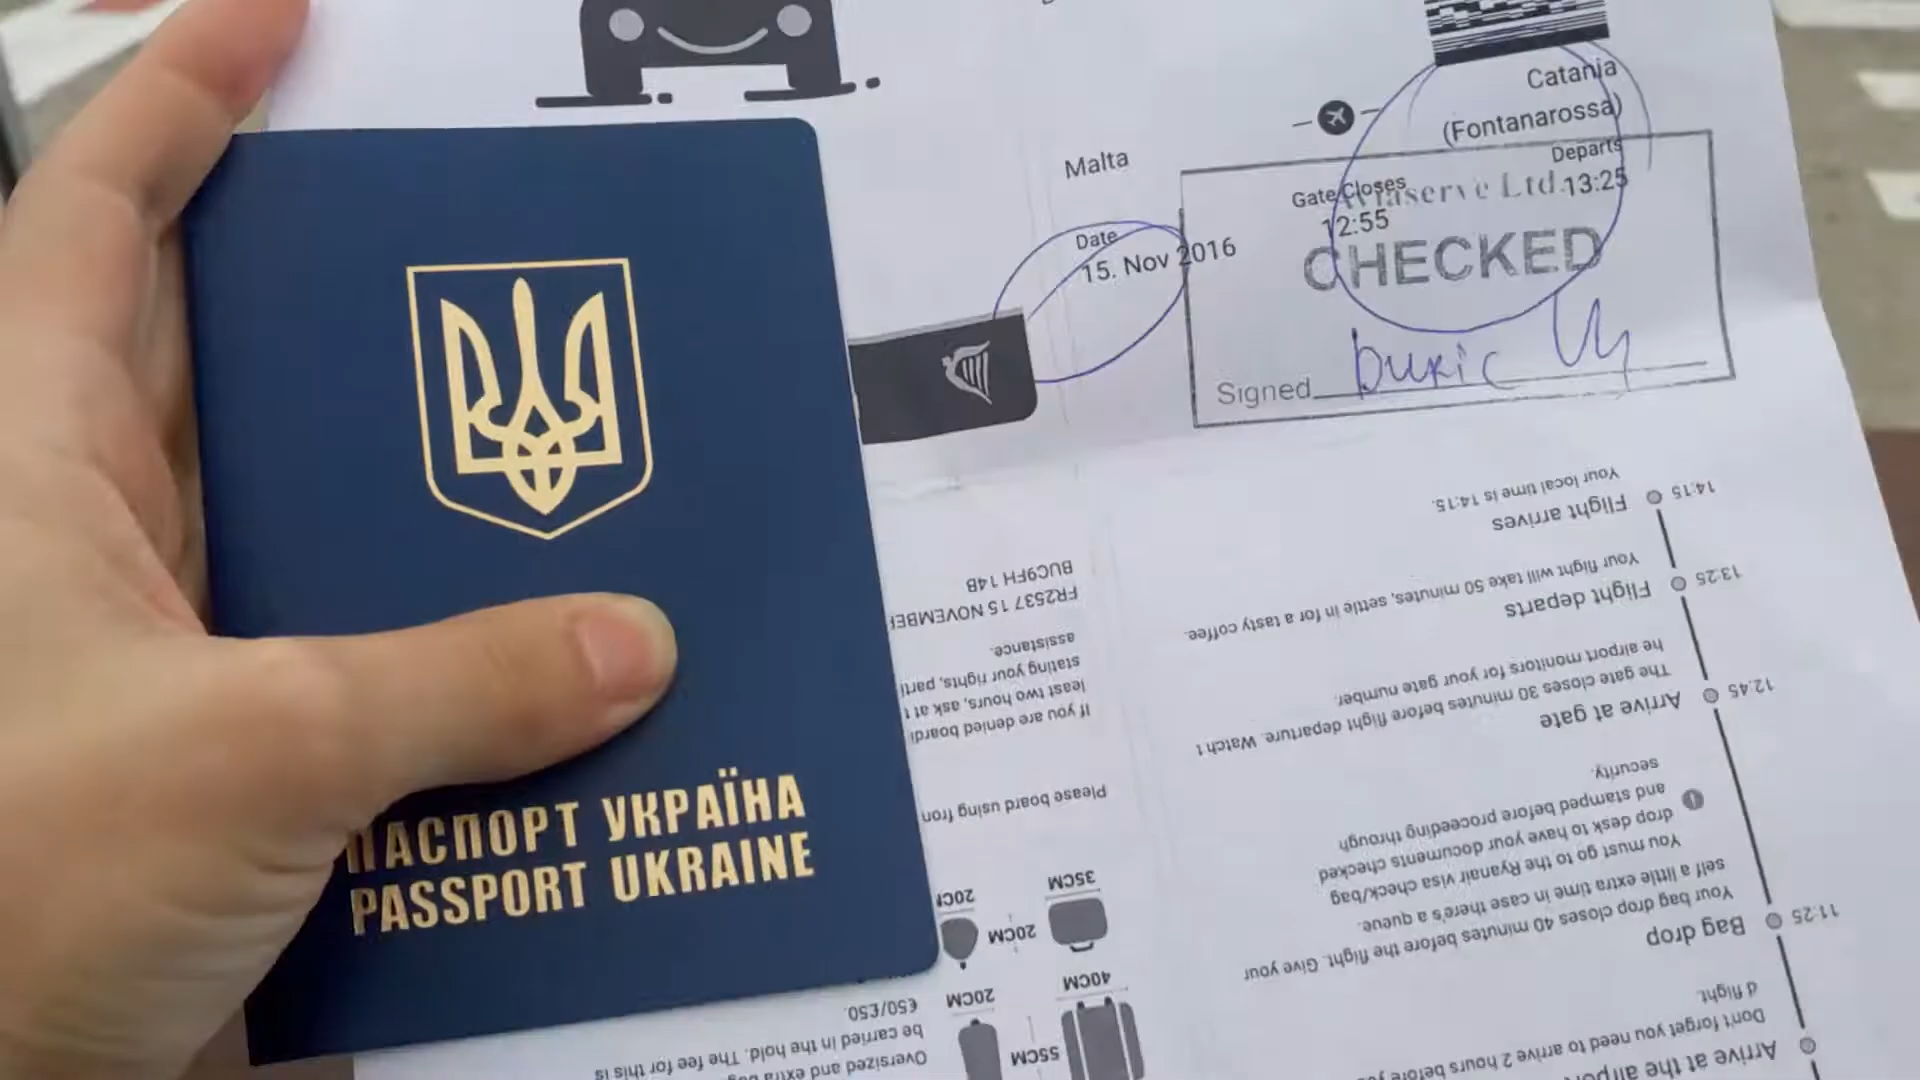 Catania
(Fontanarossa)
Malta
Departs
13:25
Gate Closes
12:55
Date
15. Nov 2016
Ltd.
CHECKED
Signed
ПАСПОРТ УКРАЇНА
PASSPORT UKRAINE
Arrive at the
Don't forget you need to arrive 2 hours before
d flight.
11:25
Bag drop
Your bag drop closes 40 minutes before the flight. Give your
self a little extra time in case there's a queue.
You must go to the Ryanair visa check/bag
drop desk to have your documents checked
and stamped before proceeding through
security.
12:45
Arrive at gate
The gate closes 30 minutes before flight departure. Watch t
he airport monitors for your gate number.
13:25
Flight departs
Your flight will take 50 minutes, settle in for a tasty coffee.
14:15
Flight arrives
Your local time is 14:15.
Oversized and extra
be carried in the hold. The fee for this is
€50/£50.
55CM
40CM
20CM
35CM
20CM
20CM
Please board using
If you are denied
least two hours, ask at
stating your rights,
assistance.
FR2537 15 NOVEMBER
BUC9FH 14B